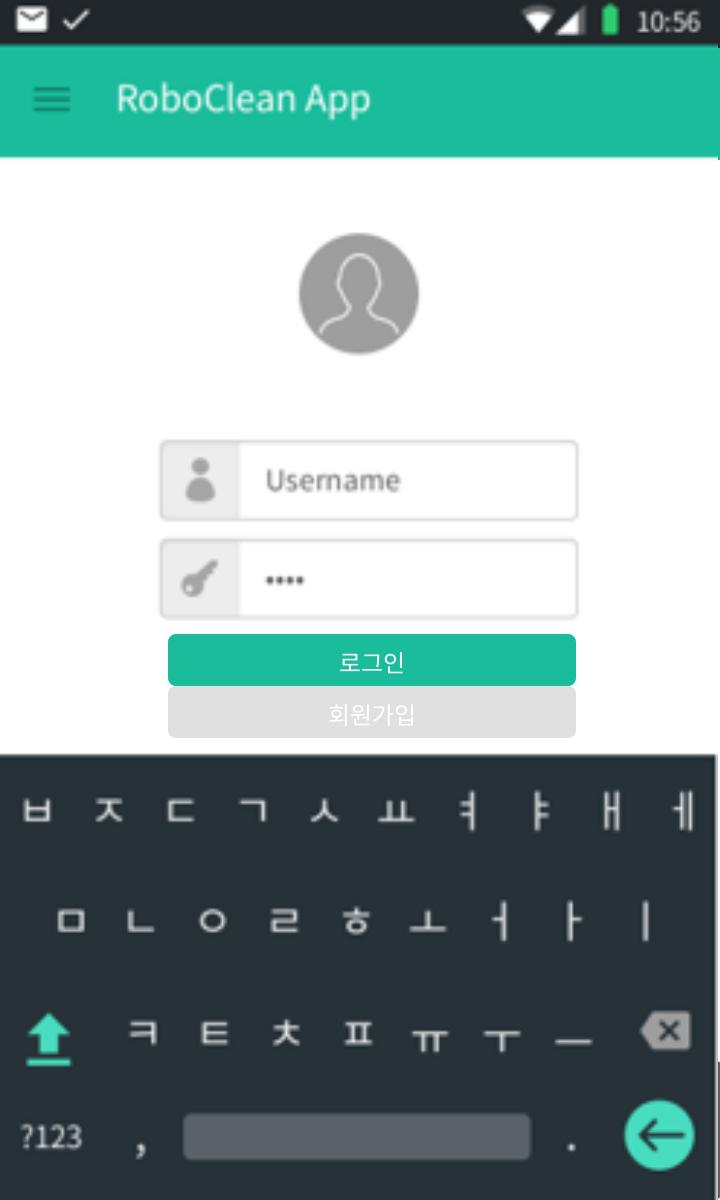 10:56
RoboClean App
Username
••••
로그인
회원가입
ㅂ ㅈ ㄷ ㄱ ㅅ ㅛ ㅕ ㅑ ㅐ ㅔ
ㅁ ㄴ ㅇ ㄹ ㅎ ㅗ ㅓ ㅏ ㅣ
ㅋ ㅌ ㅊ ㅍ ㅠ ㅜ ㅡ
?123 , .